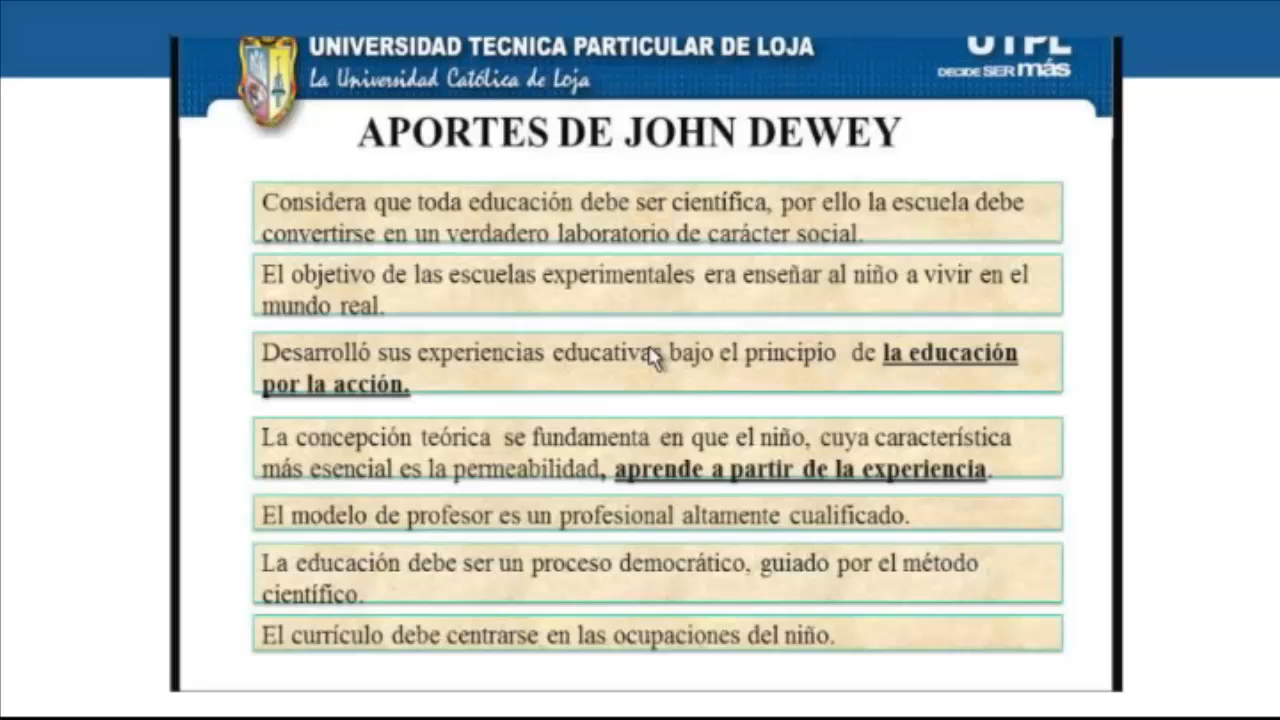 UNIVERSIDAD TECNICA PARTICULAR DE LOJA
La Universidad Católica de Loja
UTPL
DECIDE SER más
APORTES DE JOHN DEWEY
Considera que toda educación debe ser científica, por ello la escuela debe
convertirse en un verdadero laboratorio de carácter social.
El objetivo de las escuelas experimentales era enseñar al niño a vivir en el
mundo real.
Desarrolló sus experiencias educativas bajo el principio de la educación
por la acción.
La concepción teórica se fundamenta en que el niño, cuya característica
más esencial es la permeabilidad, aprende a partir de la experiencia.
El modelo de profesor es un profesional altamente cualificado.
La educación debe ser un proceso democrático, guiado por el método
científico.
El currículo debe centrarse en las ocupaciones del niño.